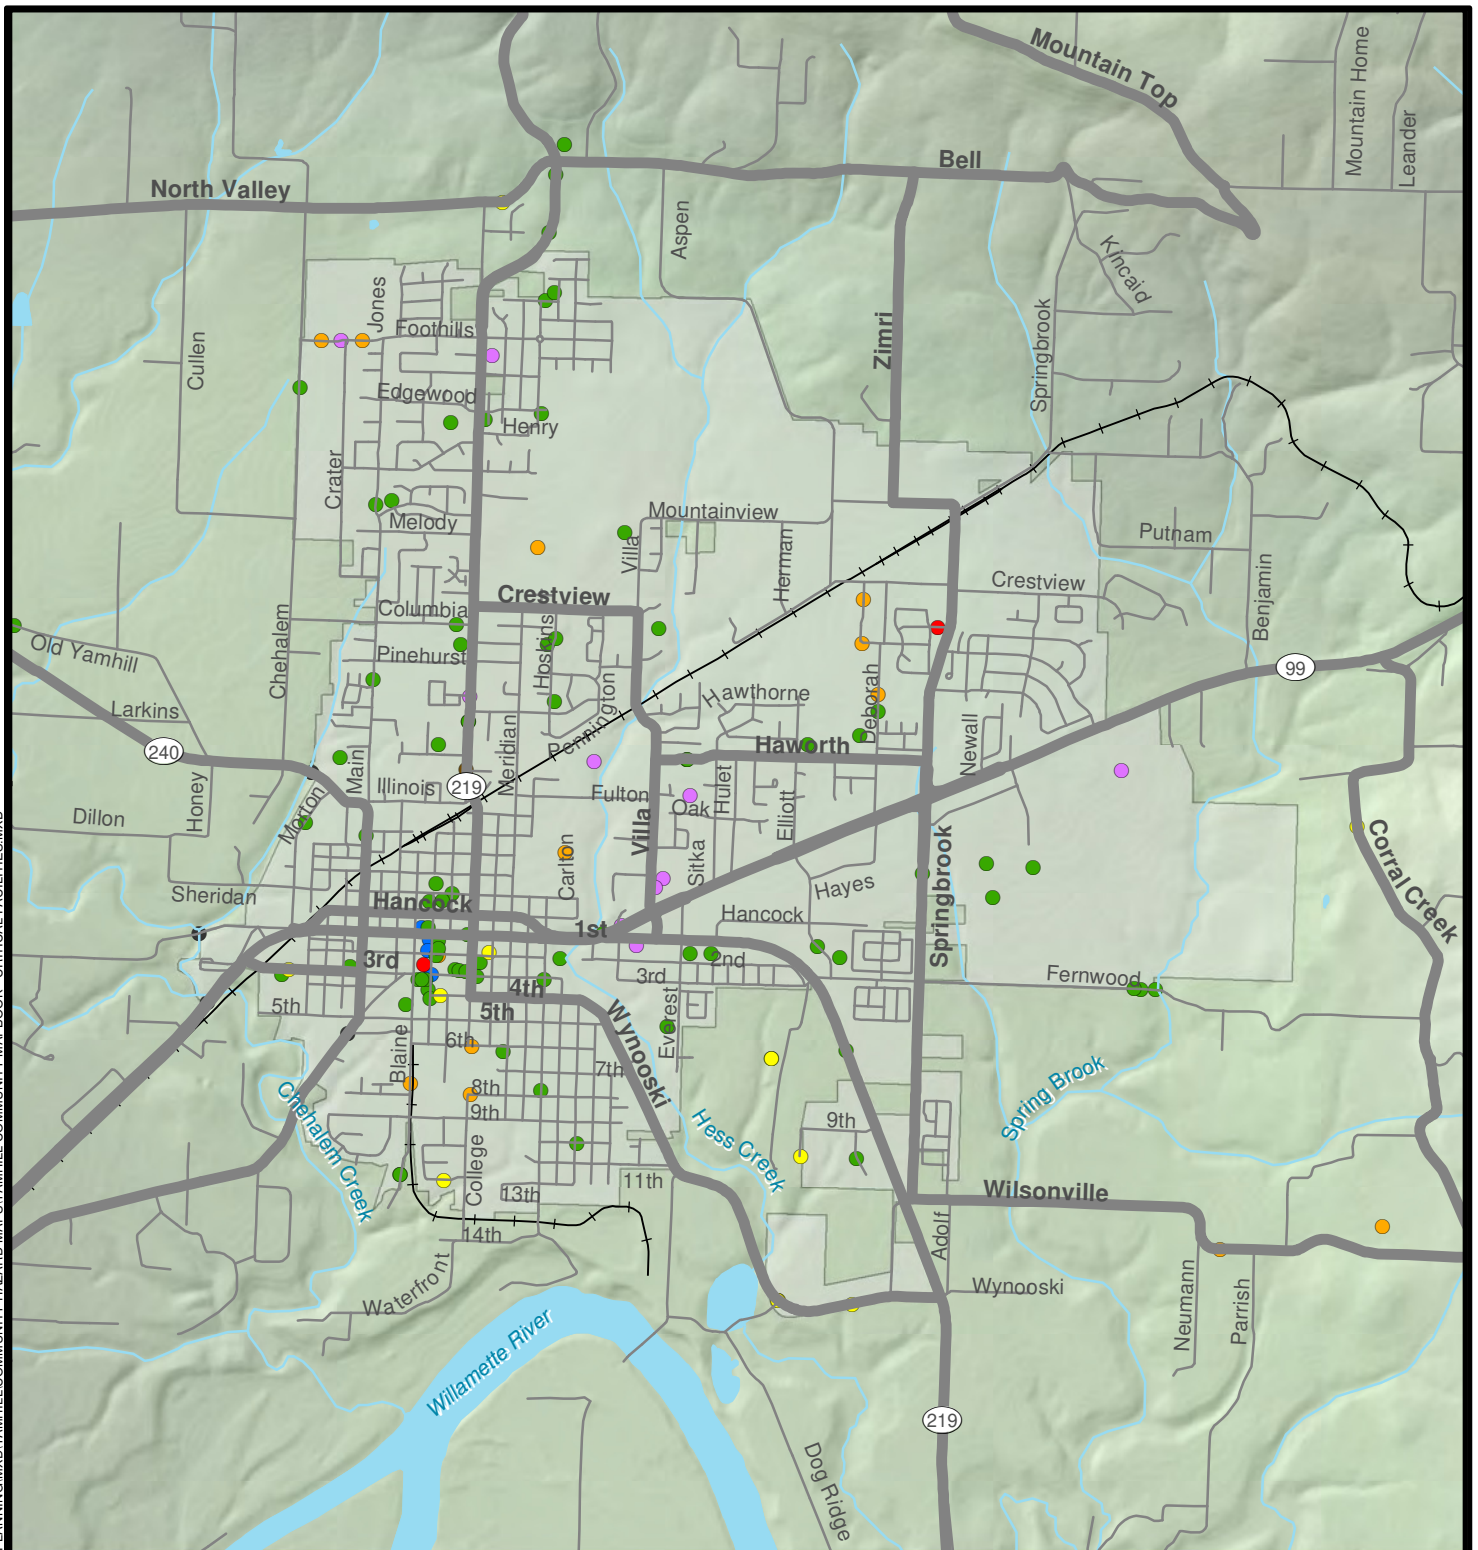 Mountain Top
Mountain Home
Leander
Bell
North Valley
Aspen
Kincaid
Jones
Foothills
Zimri
Springbrook
Cullen
Edgewood
Henry
Crater
Melody
Mountainview
Villa
Herman
Putnam
Crestview
Crestview
Benjamin
Columbia
Chehalem
Hoskins
Old Yamhill
Pinehurst
Pennington
Hawthorne
Deborah
99
Larkins
Newall
240
Main
Meridian
Haworth
Illinois
219
Fulton
Hulet
Oak
Elliott
Honey
Dillon
Morton
Villa
Carlton
Sitka
Springbrook
Corral Creek
Sheridan
Hancock
Hayes
Hancock
1st
3rd
2nd
3rd
Fernwood
4th
5th
5th
Everest
Wynooski
6th
Blaine
7th
8th
9th
Spring Brook
Chehalem Creek
Hess Creek
9th
College
11th
13th
14th
Wilsonville
Adolf
Waterfront
Wynooski
Neumann
Parrish
Willamette River
219
Dog Ridge